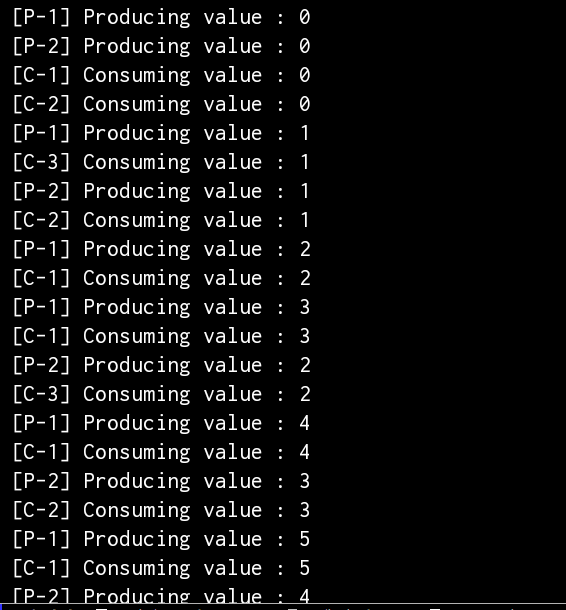 [P-1] Producing value : 0
[P-2] Producing value : 0
[C-1] Consuming value : 0
[C-2] Consuming value : 0
[P-1] Producing value : 1
[C-3] Consuming value : 1
[P-2] Producing value : 1
[C-2] Consuming value : 1
[P-1] Producing value : 2
[C-1] Consuming value : 2
[P-1] Producing value : 3
[C-1] Consuming value : 3
[P-2] Producing value : 2
[C-3] Consuming value : 2
[P-1] Producing value : 4
[C-1] Consuming value : 4
[P-2] Producing value : 3
[C-2] Consuming value : 3
[P-1] Producing value : 5
[C-1] Consuming value : 5
[P-2] Producing value : 4